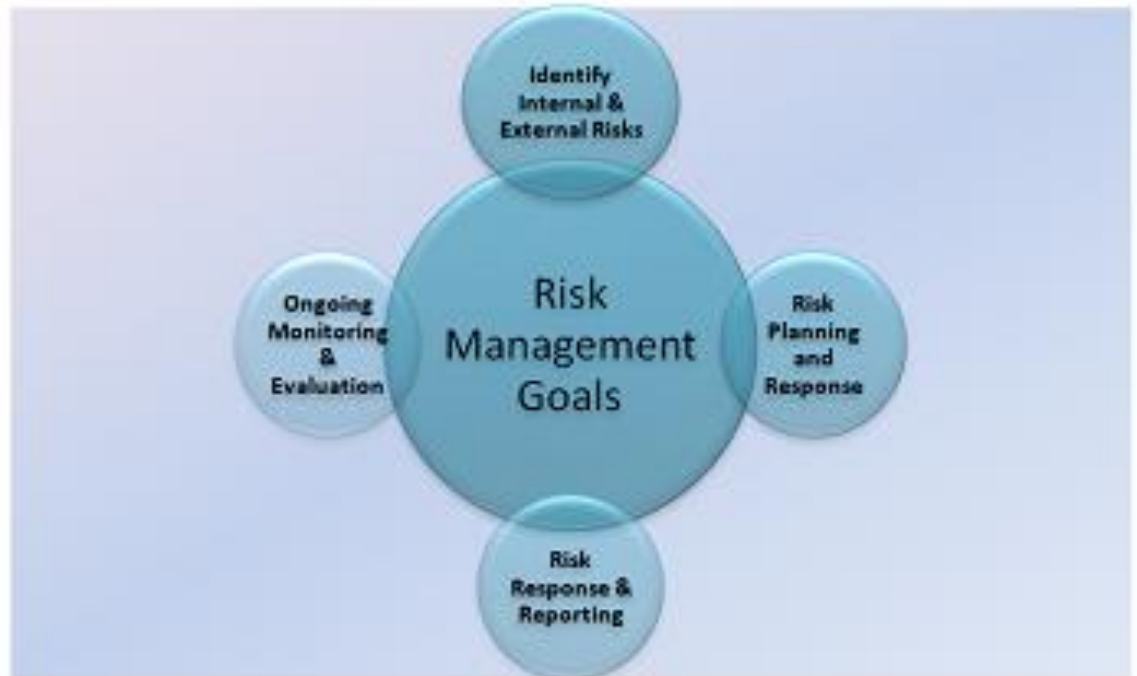 Identify
Internal &
External Risks
Ongoing
Monitoring
&
Evaluation
Risk
Management
Goals
Risk
Planning
and
Response
Risk
Response &
Reporting